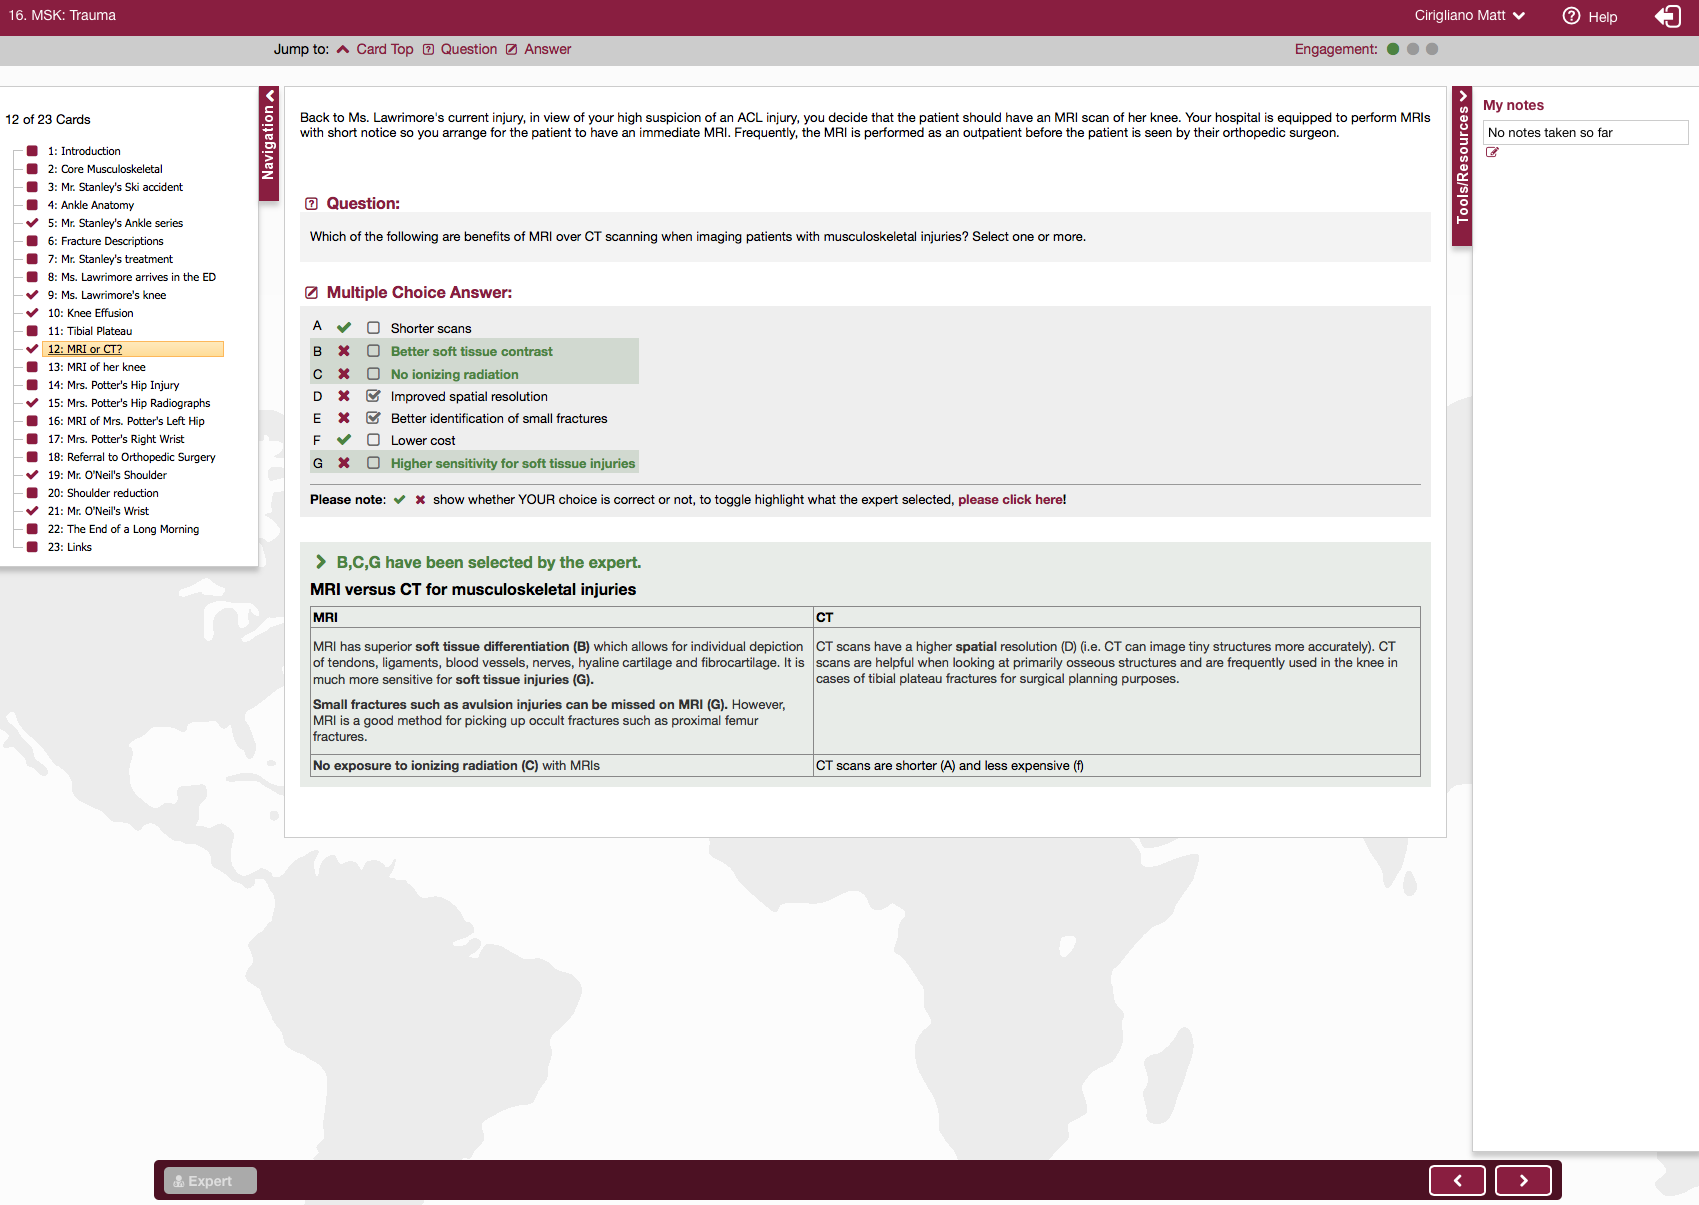 16. MSK: Trauma
Cirigliano Matt
Help
Jump to: Card Top Question Answer
Engagement:
12 of 23 Cards
1: Introduction
2: Core Musculoskeletal
3: Mr. Stanley's Ski accident
4: Ankle Anatomy
5: Mr. Stanley's Ankle series
6: Fracture Descriptions
7: Mr. Stanley's treatment
8: Ms. Lawrimore arrives in the ED
9: Ms. Lawrimore's knee
10: Knee Effusion
11: Tibial Plateau
12: MRI or CT?
13: MRI of her knee
14: Mrs. Potter's Hip Injury
15: Mrs. Potter's Hip Radiographs
16: MRI of Mrs. Potter's Left Hip
17: Mrs. Potter's Right Wrist
18: Referral to Orthopedic Surgery
19: Mr. O'Neil's Shoulder
20: Shoulder reduction
21: Mr. O'Neil's Wrist
22: The End of a Long Morning
23: Links
Navigation
Back to Ms. Lawrimore's current injury, in view of your high suspicion of an ACL injury, you decide that the patient should have an MRI scan of her knee. Your hospital is equipped to perform MRIs
with short notice so you arrange for the patient to have an immediate MRI. Frequently, the MRI is performed as an outpatient before the patient is seen by their orthopedic surgeon.
Question:
Which of the following are benefits of MRI over CT scanning when imaging patients with musculoskeletal injuries? Select one or more.
Multiple Choice Answer:
A Shorter scans
B Better soft tissue contrast
C No ionizing radiation
D Improved spatial resolution
E Better identification of small fractures
F Lower cost
G Higher sensitivity for soft tissue injuries
Please note: show whether YOUR choice is correct or not, to toggle highlight what the expert selected, please click here!
B,C,G have been selected by the expert.
MRI versus CT for musculoskeletal injuries
MRI
CT
MRI has superior soft tissue differentiation (B) which allows for individual depiction
of tendons, ligaments, blood vessels, nerves, hyaline cartilage and fibrocartilage. It is
much more sensitive for soft tissue injuries (G).
Small fractures such as avulsion injuries can be missed on MRI (G). However,
MRI is a good method for picking up occult fractures such as proximal femur
fractures.
CT scans have a higher spatial resolution (D) (i.e. CT can image tiny structures more accurately). CT
scans are helpful when looking at primarily osseous structures and are frequently used in the knee in
cases of tibial plateau fractures for surgical planning purposes.
No exposure to ionizing radiation (C) with MRIs
CT scans are shorter (A) and less expensive (f)
Tools/Resources
My notes
No notes taken so far
Expert